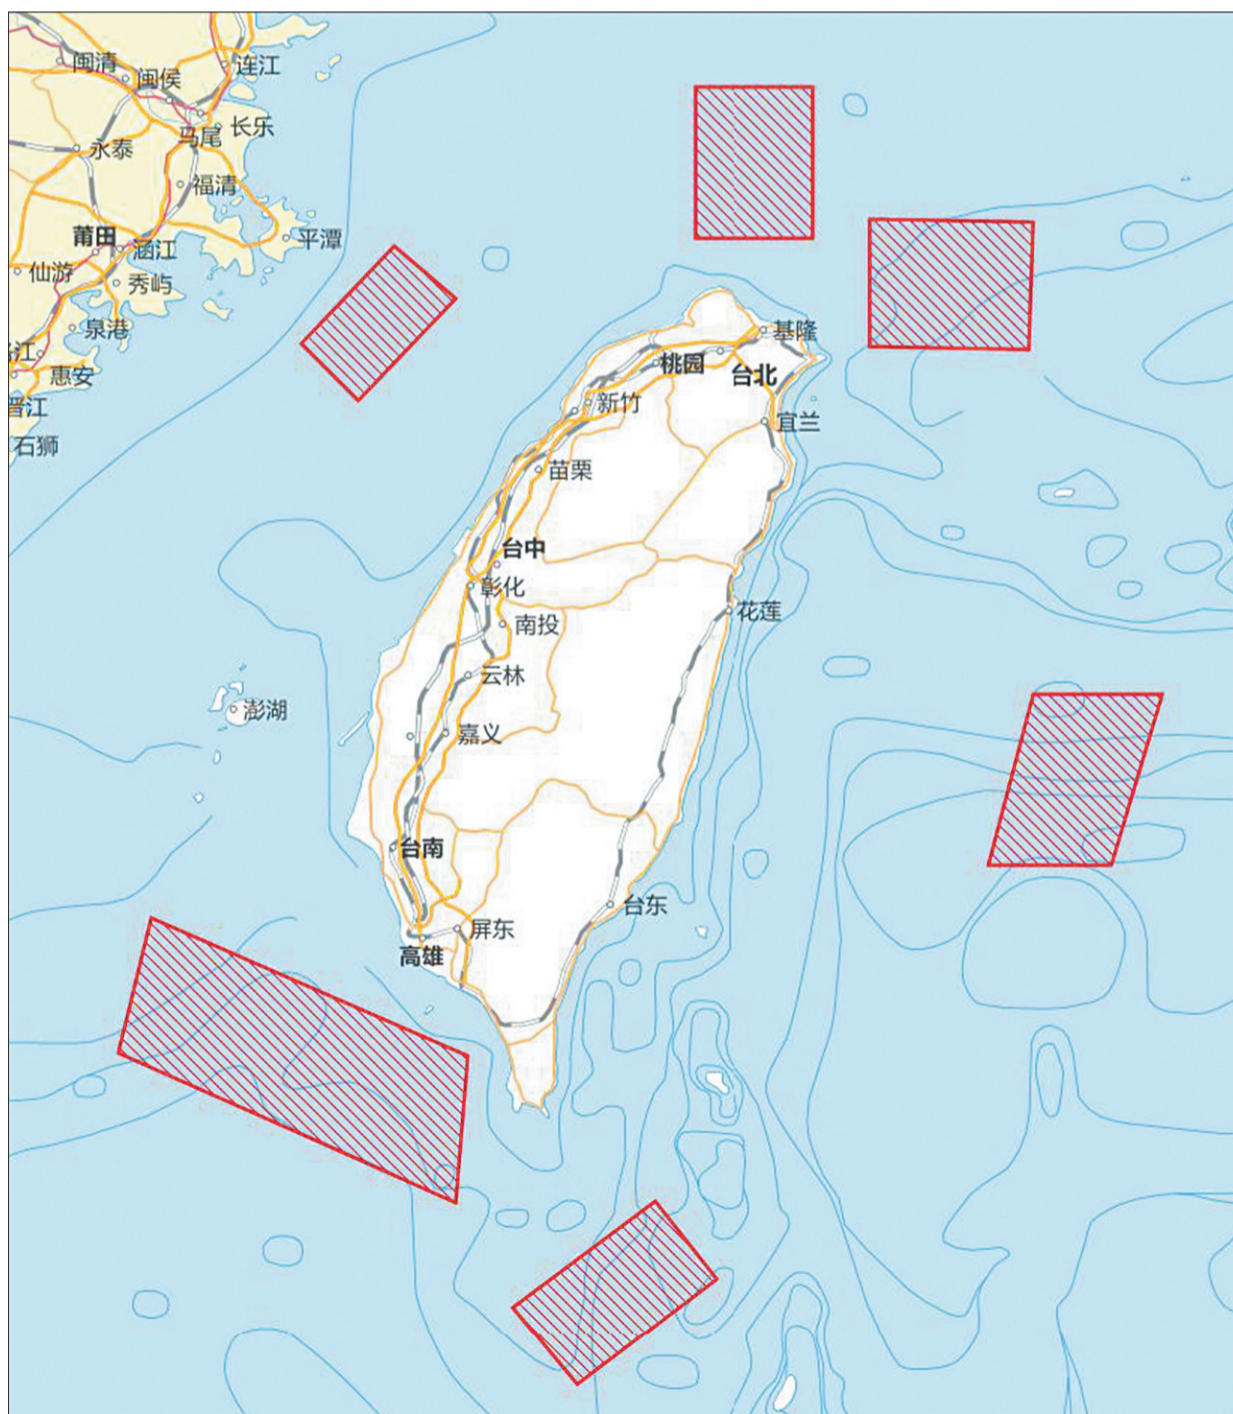 闽清
连江
闽侯
长乐
马尾
永泰
福清
莆田
涵江
平潭
仙游
秀屿
泉港
江
惠安
晋江
石狮
基隆
桃园
台北
新竹
宜兰
苗栗
台中
彰化
花莲
南投
云林
澎湖
嘉义
台南
台东
屏东
高雄